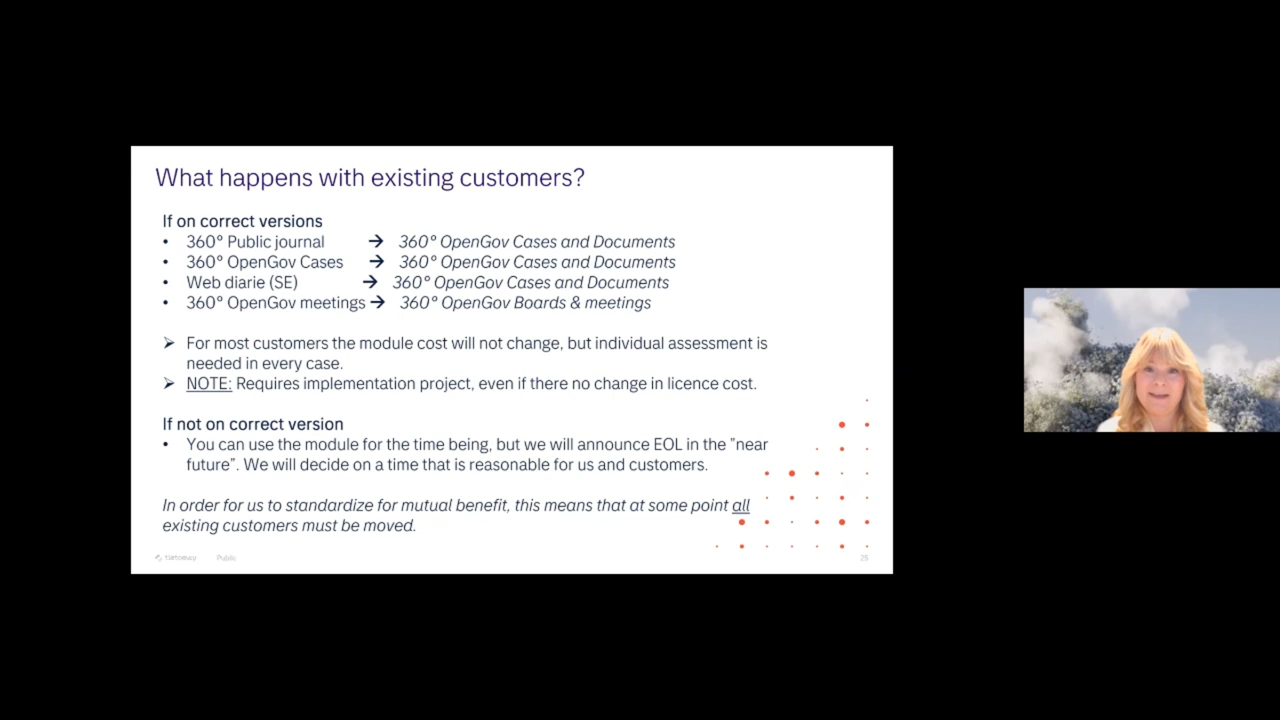 What happens with existing customers?
If on correct versions
• 360° Public journal → 360° OpenGov Cases and Documents
• 360° OpenGov Cases → 360° OpenGov Cases and Documents
• Web diarie (SE) → 360° OpenGov Cases and Documents
• 360° OpenGov meetings → 360° OpenGov Boards & meetings
➢ For most customers the module cost will not change, but individual assessment is
needed in every case.
➢ NOTE: Requires implementation project, even if there no change in licence cost.
If not on correct version
• You can use the module for the time being, but we will announce EOL in the "near
future". We will decide on a time that is reasonable for us and customers.
In order for us to standardize for mutual benefit, this means that at some point all
existing customers must be moved.
tietoevry Public 25